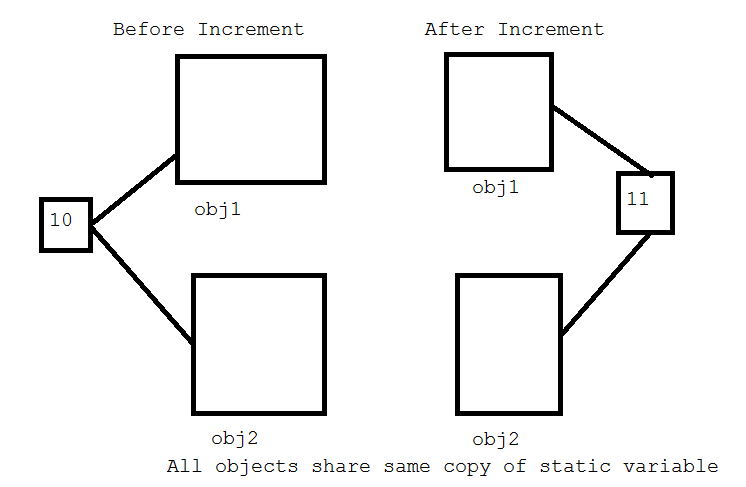 Before Increment
After Increment
obj1
obj1
10
11
obj2
obj2
All objects share same copy of static variable